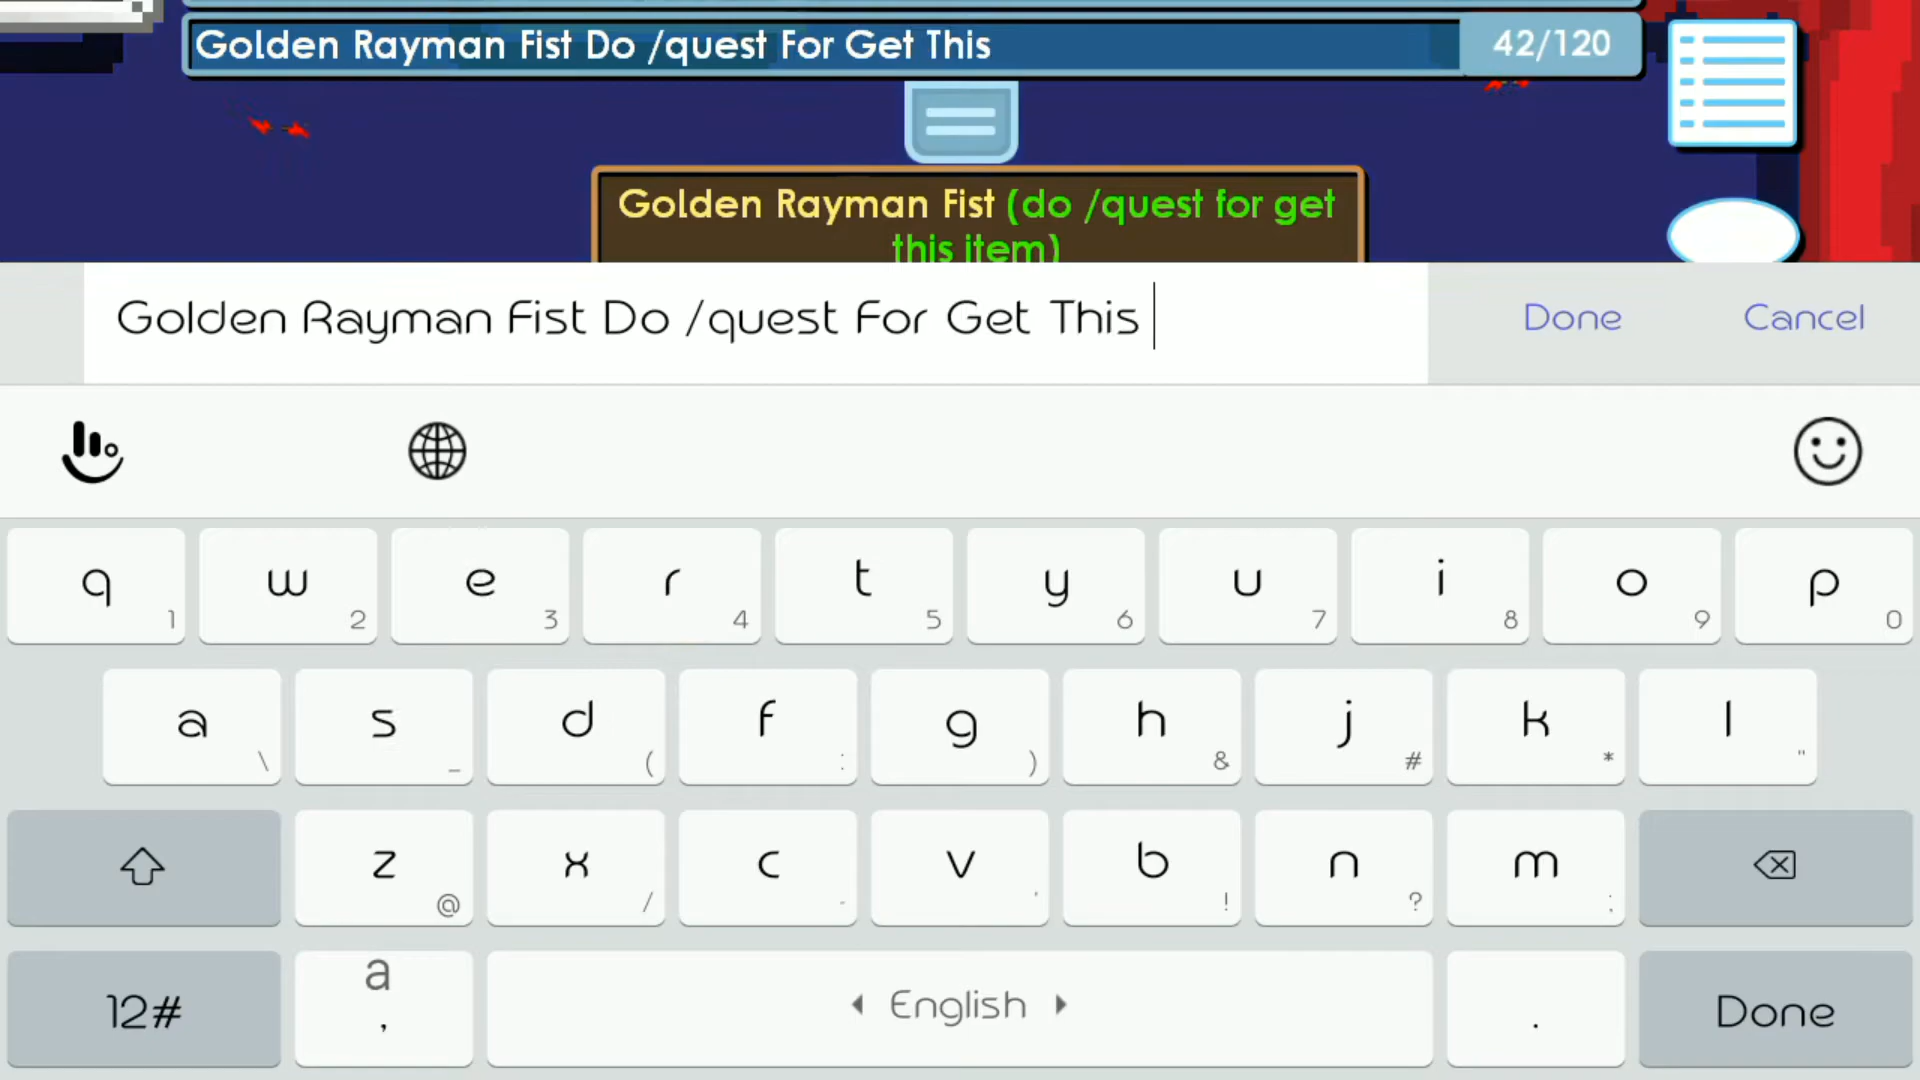 Golden Rayman Fist Do /quest For Get This
42/120
Golden Rayman Fist (do /quest for get
this item)
Golden Rayman Fist Do /quest For Get This
Done
Cancel
q 1 w 2 e 3 r 4 t 5 y 6 u 7 i 8 o 9 p 0
a \ s _ d ( f : g ) h & j # k * l "
z @ x / c - v ' b ! n ? m ;
12# a , English . Done